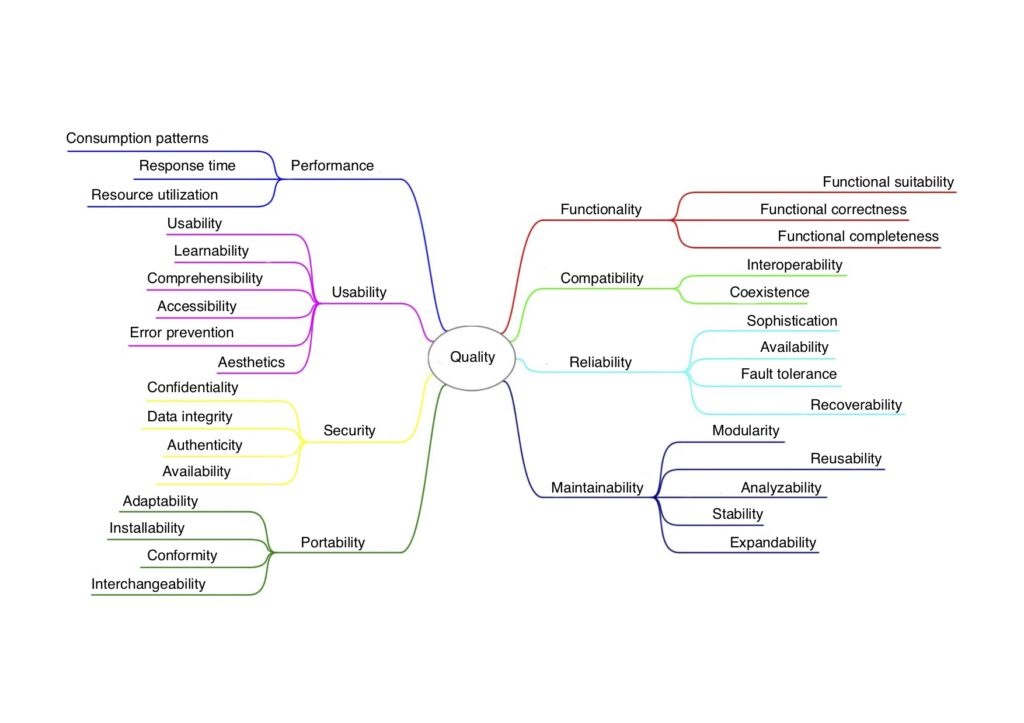 Quality
Performance
Consumption patterns
Response time
Resource utilization
Usability
Usability
Learnability
Comprehensibility
Accessibility
Error prevention
Aesthetics
Security
Confidentiality
Data integrity
Authenticity
Availability
Portability
Adaptability
Installability
Conformity
Interchangeability
Functionality
Functional suitability
Functional correctness
Functional completeness
Compatibility
Interoperability
Coexistence
Reliability
Sophistication
Availability
Fault tolerance
Recoverability
Maintainability
Modularity
Reusability
Analyzability
Stability
Expandability